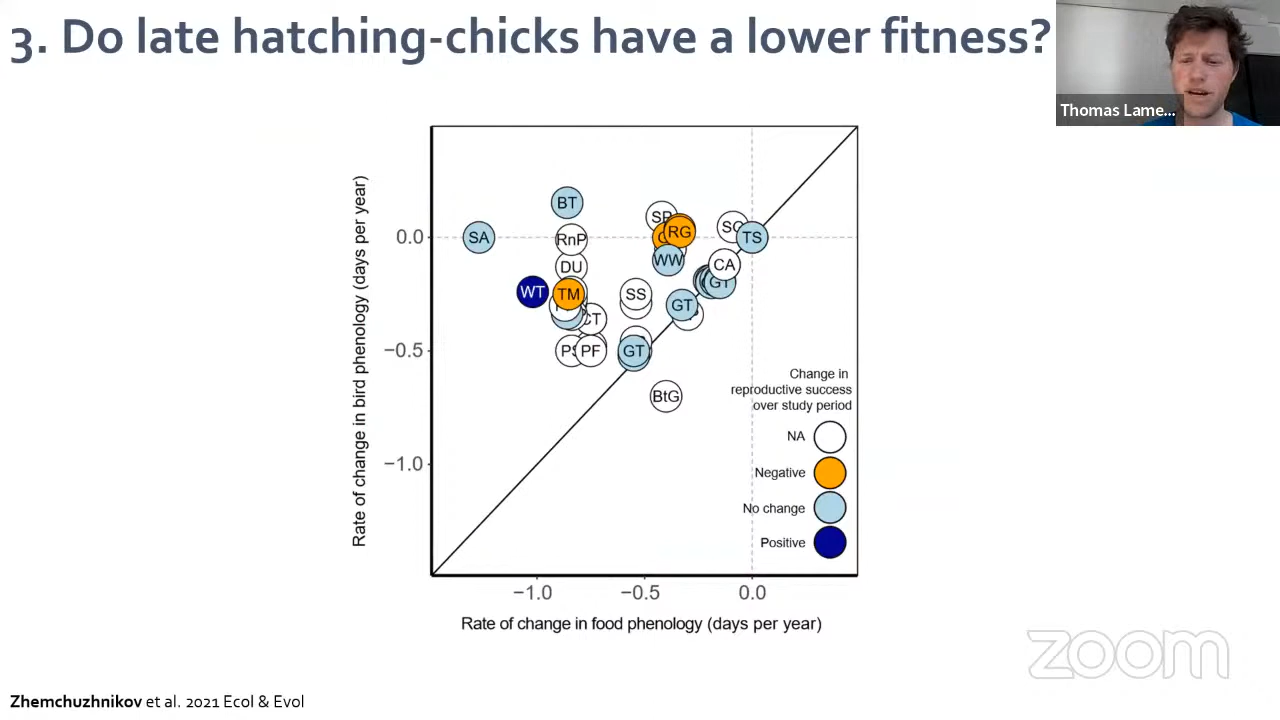 3. Do late hatching-chicks have a lower fitness?
Thomas Lame...
Rate of change in bird phenology (days per year)
0.0
−0.5
−1.0
BT
SA
RnP
DU
WT
TM
CT
PF
SS
GT
BtG
RG
WW
GT
GT
CA
TS
Change in
reproductive success
over study period
NA
Negative
No change
Positive
−1.0
−0.5
0.0
Rate of change in food phenology (days per year)
zoom
Zhemchuzhnikov et al. 2021 Ecol & Evol